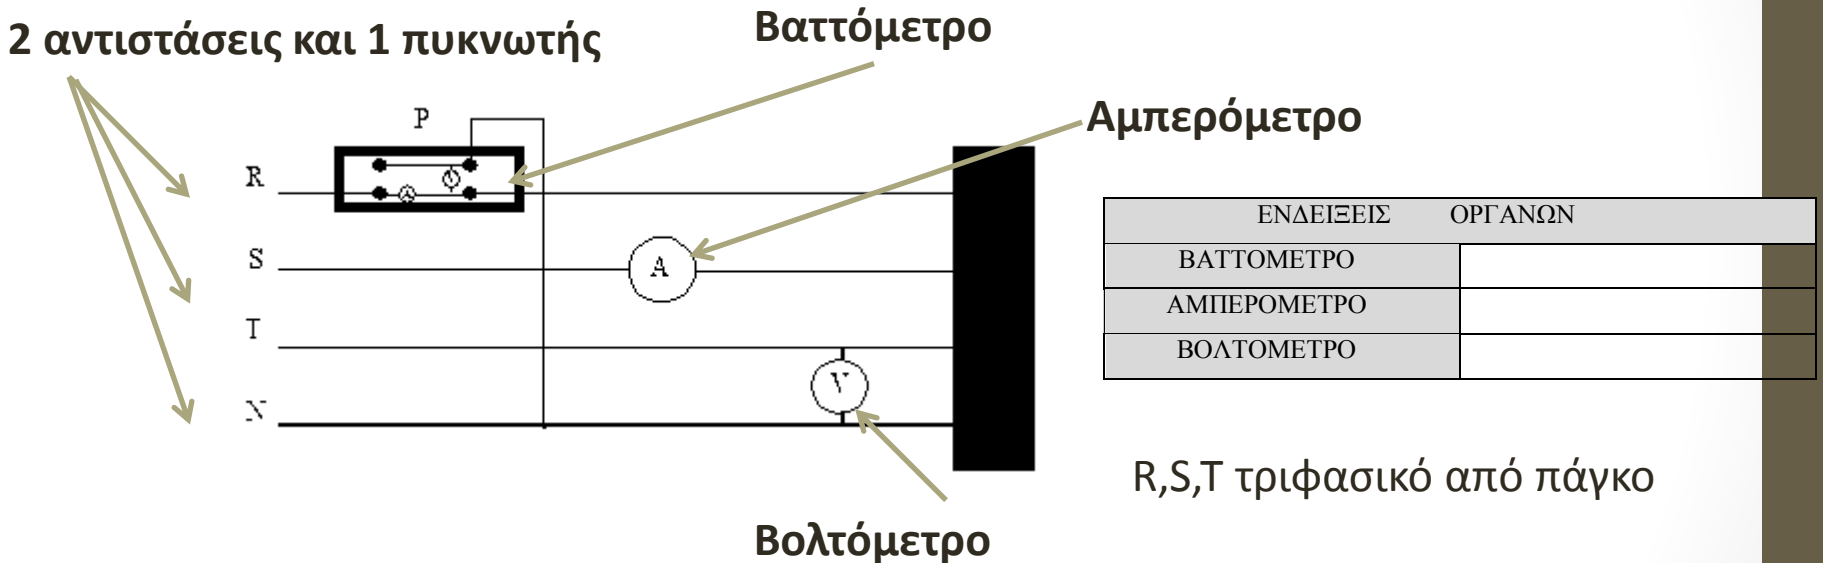 2 αντιστάσεις και 1 πυκνωτής
Βαττόμετρο
Αμπερόμετρο
P
R
S
A
T
V
N
ΕΝΔΕΙΞΕΙΣ ΟΡΓΑΝΩΝ
ΒΑΤΤΟΜΕΤΡΟ
ΑΜΠΕΡΟΜΕΤΡΟ
ΒΟΛΤΟΜΕΤΡΟ
R,S,T τριφασικό από πάγκο
Βολτόμετρο